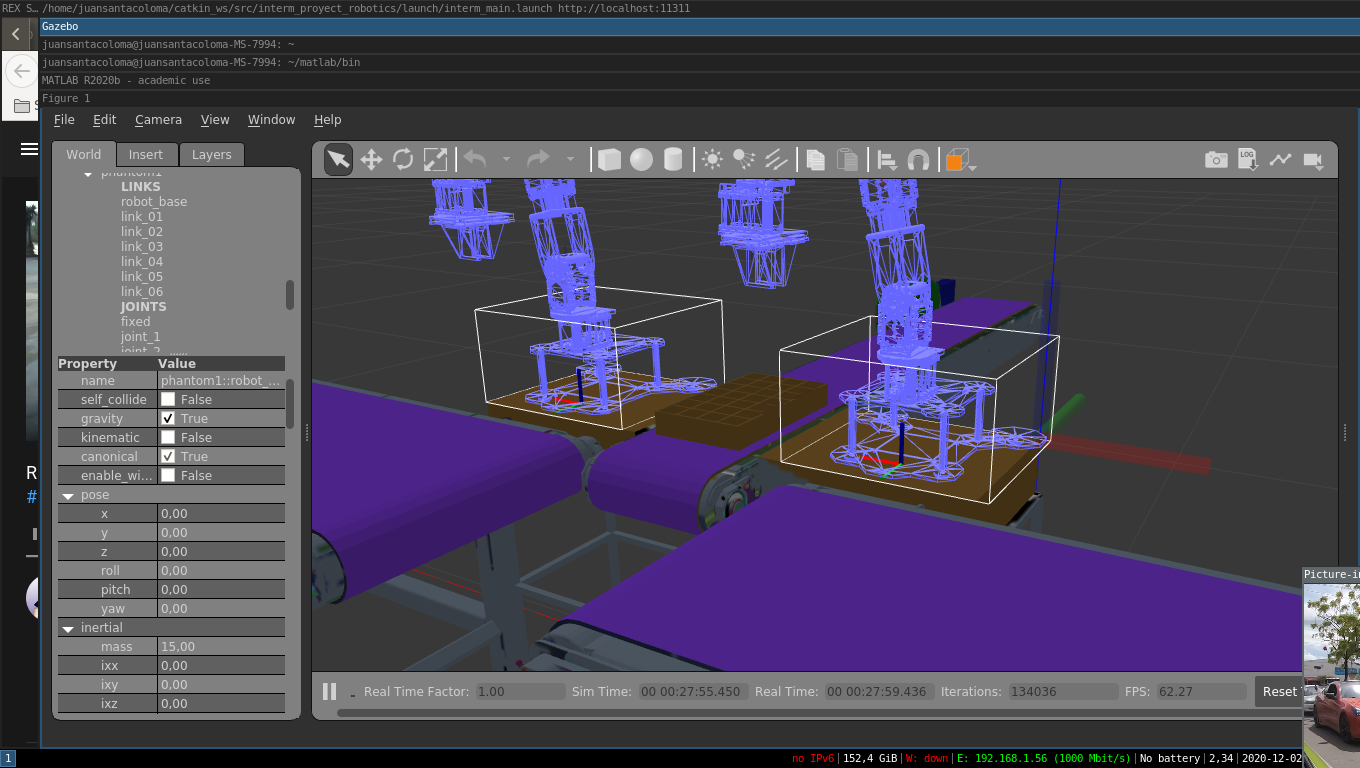 REX S… /home/juansantacoloma/catkin_ws/src/interm_proyect_robotics/launch/interm_main.launch http://localhost:11311
Gazebo
juansantacoloma@juansantacoloma-MS-7994: ~
juansantacoloma@juansantacoloma-MS-7994: ~/matlab/bin
MATLAB R2020b - academic use
Figure 1
File Edit Camera View Window Help
World Insert Layers
phantom1
LINKS
robot_base
link_01
link_02
link_03
link_04
link_05
link_06
JOINTS
fixed
joint_1
joint_2
Property Value
name phantom1::robot_...
self_collide False
gravity True
kinematic False
canonical True
enable_wi... False
pose
x 0,00
y 0,00
z 0,00
roll 0,00
pitch 0,00
yaw 0,00
inertial
mass 15,00
ixx 0,00
ixy 0,00
ixz 0,00
LOG
Real Time Factor: 1.00 Sim Time: 00 00:27:55.450 Real Time: 00 00:27:59.436 Iterations: 134036 FPS: 62.27 Reset
Picture-in
R
#
1 no IPv6|152,4 GiB|W: down|E: 192.168.1.56 (1000 Mbit/s)|No battery|2,34|2020-12-02